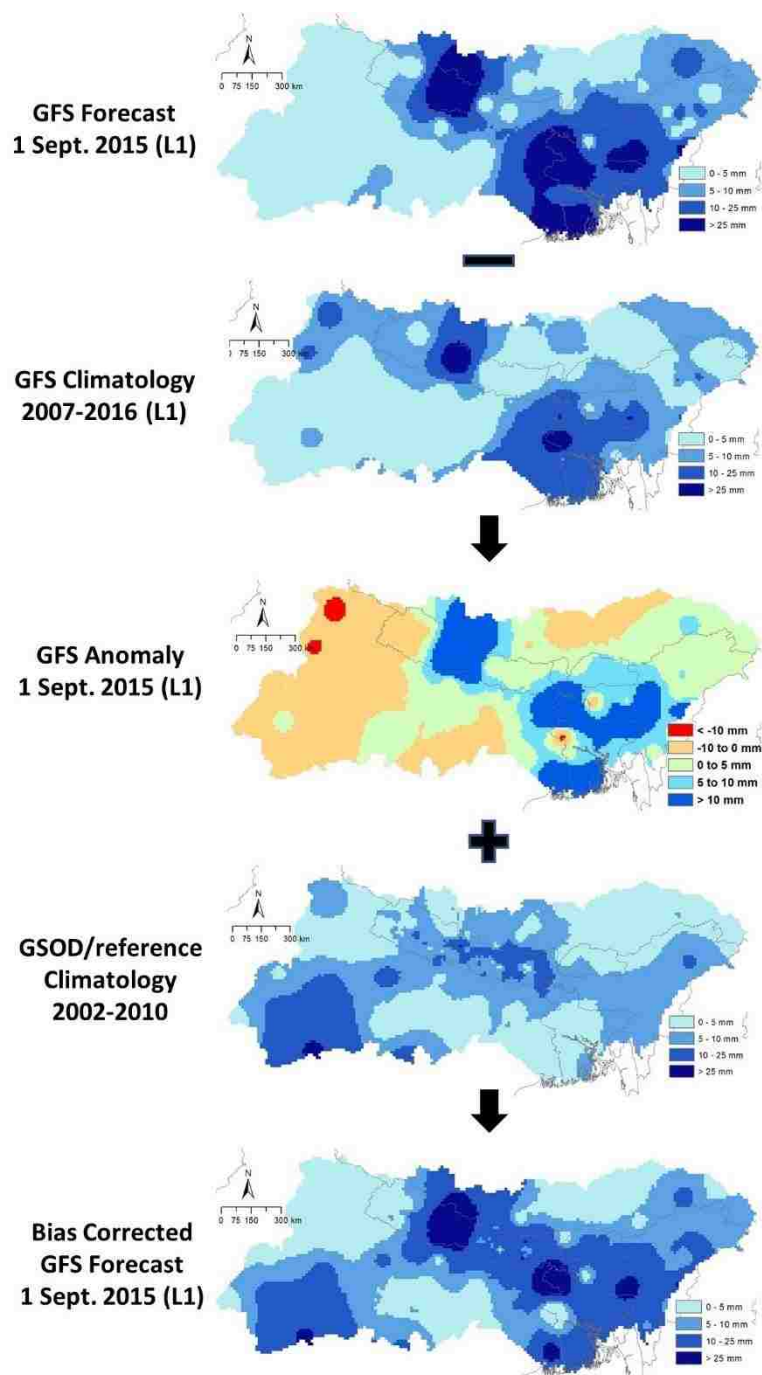 N
0 75 150 300 km
GFS Forecast
1 Sept. 2015 (L1)
0 - 5 mm
5 - 10 mm
10 - 25 mm
> 25 mm
N
0 75 150 300 km
GFS Climatology
2007-2016 (L1)
0 - 5 mm
5 - 10 mm
10 - 25 mm
> 25 mm
N
0 75 150 300 km
GFS Anomaly
1 Sept. 2015 (L1)
< -10 mm
-10 to 0 mm
0 to 5 mm
5 to 10 mm
> 10 mm
N
0 75 150 300 km
GSOD/reference
Climatology
2002-2010
0 - 5 mm
5 - 10 mm
10 - 25 mm
> 25 mm
N
0 75 150 300 km
Bias Corrected
GFS Forecast
1 Sept. 2015 (L1)
0 - 5 mm
5 - 10 mm
10 - 25 mm
> 25 mm